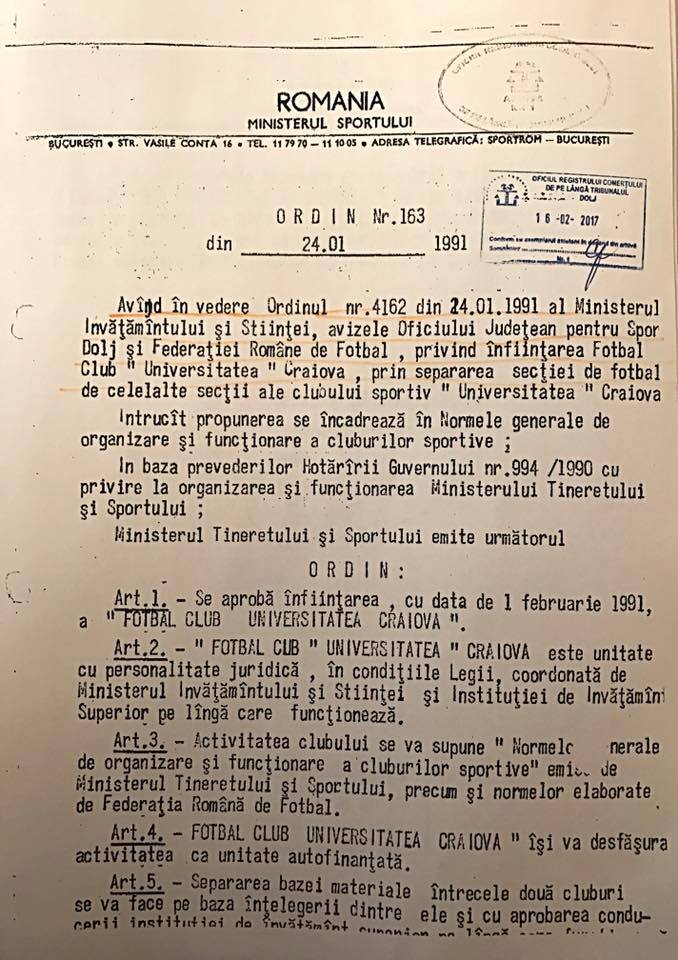 ROMANIA
MINISTERUL SPORTULUI
BUCUREŞTI • STR. VASILE CONTA 16 • TEL. 11 79 70 — 11 10 05 • ADRESA TELEGRAFICĂ: SPORTROM — BUCUREŞTI
OFICIUL REGISTRULUI COMERŢULUI
DE PE LÂNGĂ TRIBUNALUL
DOLJ
16 -02- 2017
ORDIN Nr.163
din 24.01 1991
Avînd în vedere Ordinul nr.4162 din 24.01.1991 al Ministerul
Invăţămîntului şi Stiinţei, avizele Oficiului Judeţean pentru Spor
Dolj şi Federaţiei Române de Fotbal , privind înfiinţarea Fotbal
Club " Universitatea " Craiova , prin separarea secţiei de fotbal
de celelalte secţii ale clubului sportiv " Universitatea " Craiova
Intrucît propunerea se încadrează în Normele generale de
organizare şi funcţionare a cluburilor sportive ;
In baza prevederilor Hotărîrii Guvernului nr.994 /1990 cu
privire la organizarea şi funcţionarea Ministerului Tineretului
şi Sportului ;
Ministerul Tineretului şi Sportului emite următorul
ORDIN :
Art.1. - Se aprobă înfiinţarea , cu data de 1 februarie 1991,
a " FOTBAL CLUB UNIVERSITATEA CRAIOVA ".
Art.2. - " FOTBAL CUB " UNIVERSITATEA " CRAIOVA este unitate
cu personalitate juridică , în condiţiile Legii, coordonată de
Ministerul Invăţămîntului şi Stiinţei şi Instituţiei de Invăţămîn
Superior pe lîngă care funcţionează.
Art.3. - Activitatea clubului se va supune " Normelo nerale
de organizare şi funcţionare a cluburilor sportive" emise de
Ministerul Tineretului şi Sportului, precum şi normelor elaborate
de Federaţia Română de Fotbal.
Art.4. - FOTBAL CLUB UNIVERSITATEA CRAIOVA " îşi va desfăşura
activitatea ca unitate autofinanţată.
Art.5. - Separarea bazei materiale întrecele două cluburi
se va face pe baza înţelegerii dintre ele şi cu aprobarea condu-
cerii instituţiei de învăţămînt